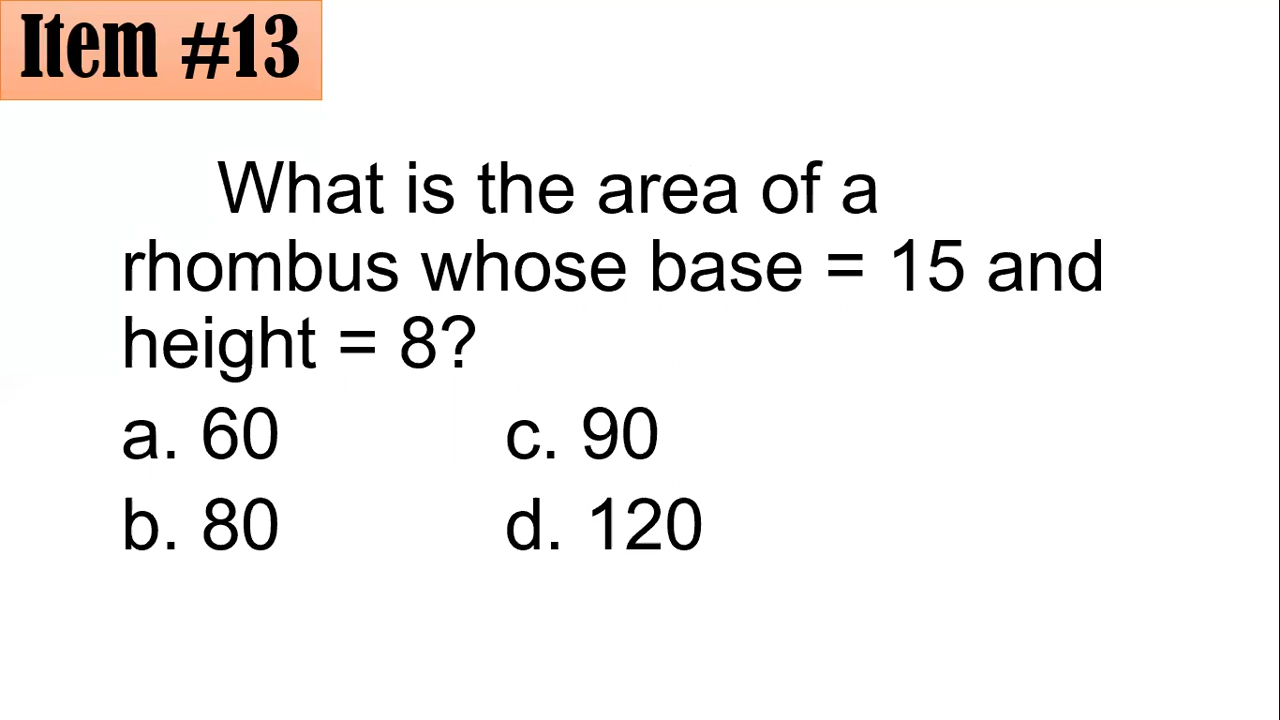 Item #13
What is the area of a
rhombus whose base = 15 and
height = 8?
a. 60 c. 90
b. 80 d. 120